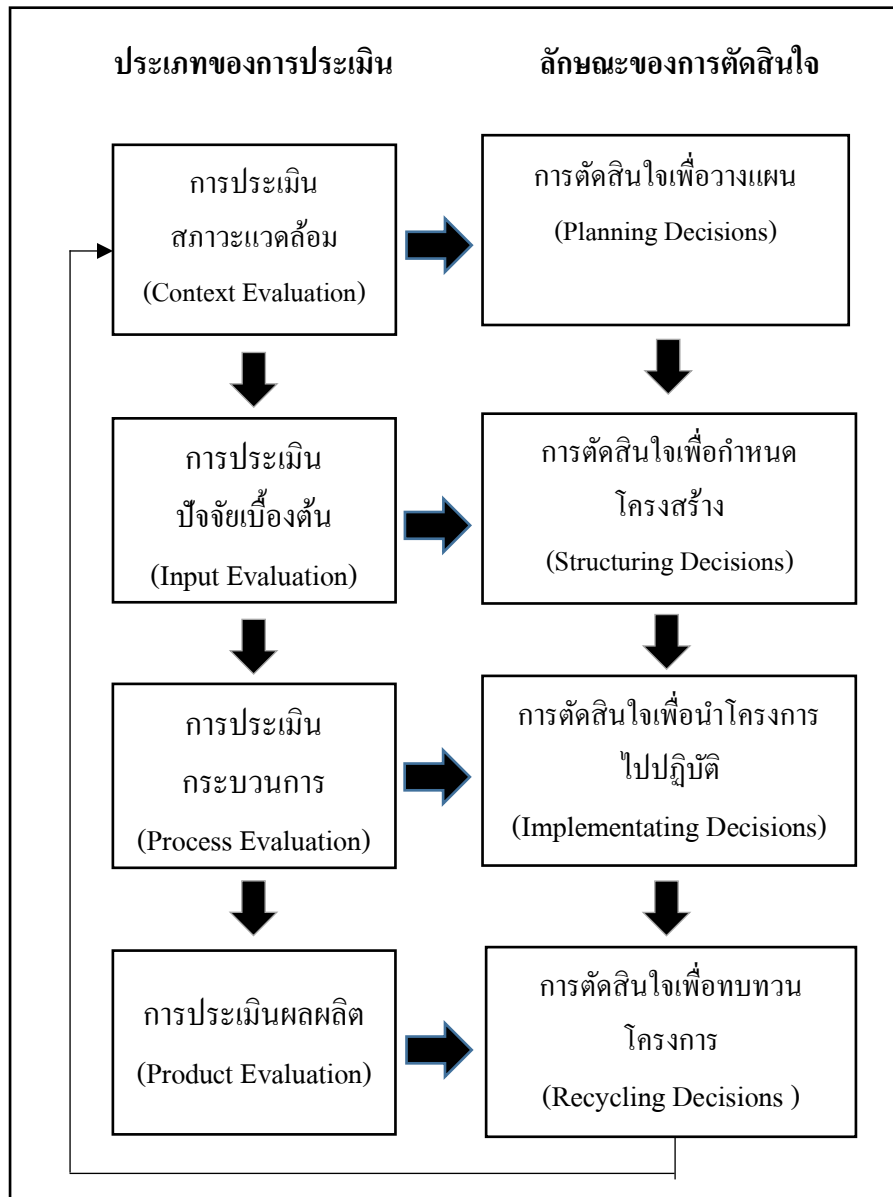 ประเภทของการประเมิน
ลักษณะของการตัดสินใจ
การประเมิน
สภาวะแวดล้อม
(Context Evaluation)
การตัดสินใจเพื่อวางแผน
(Planning Decisions)
การประเมิน
ปัจจัยเบื้องต้น
(Input Evaluation)
การตัดสินใจเพื่อกำหนด
โครงสร้าง
(Structuring Decisions)
การประเมิน
กระบวนการ
(Process Evaluation)
การตัดสินใจเพื่อนำโครงการ
ไปปฏิบัติ
(Implementating Decisions)
การประเมินผลผลิต
(Product Evaluation)
การตัดสินใจเพื่อทบทวน
โครงการ
(Recycling Decisions )